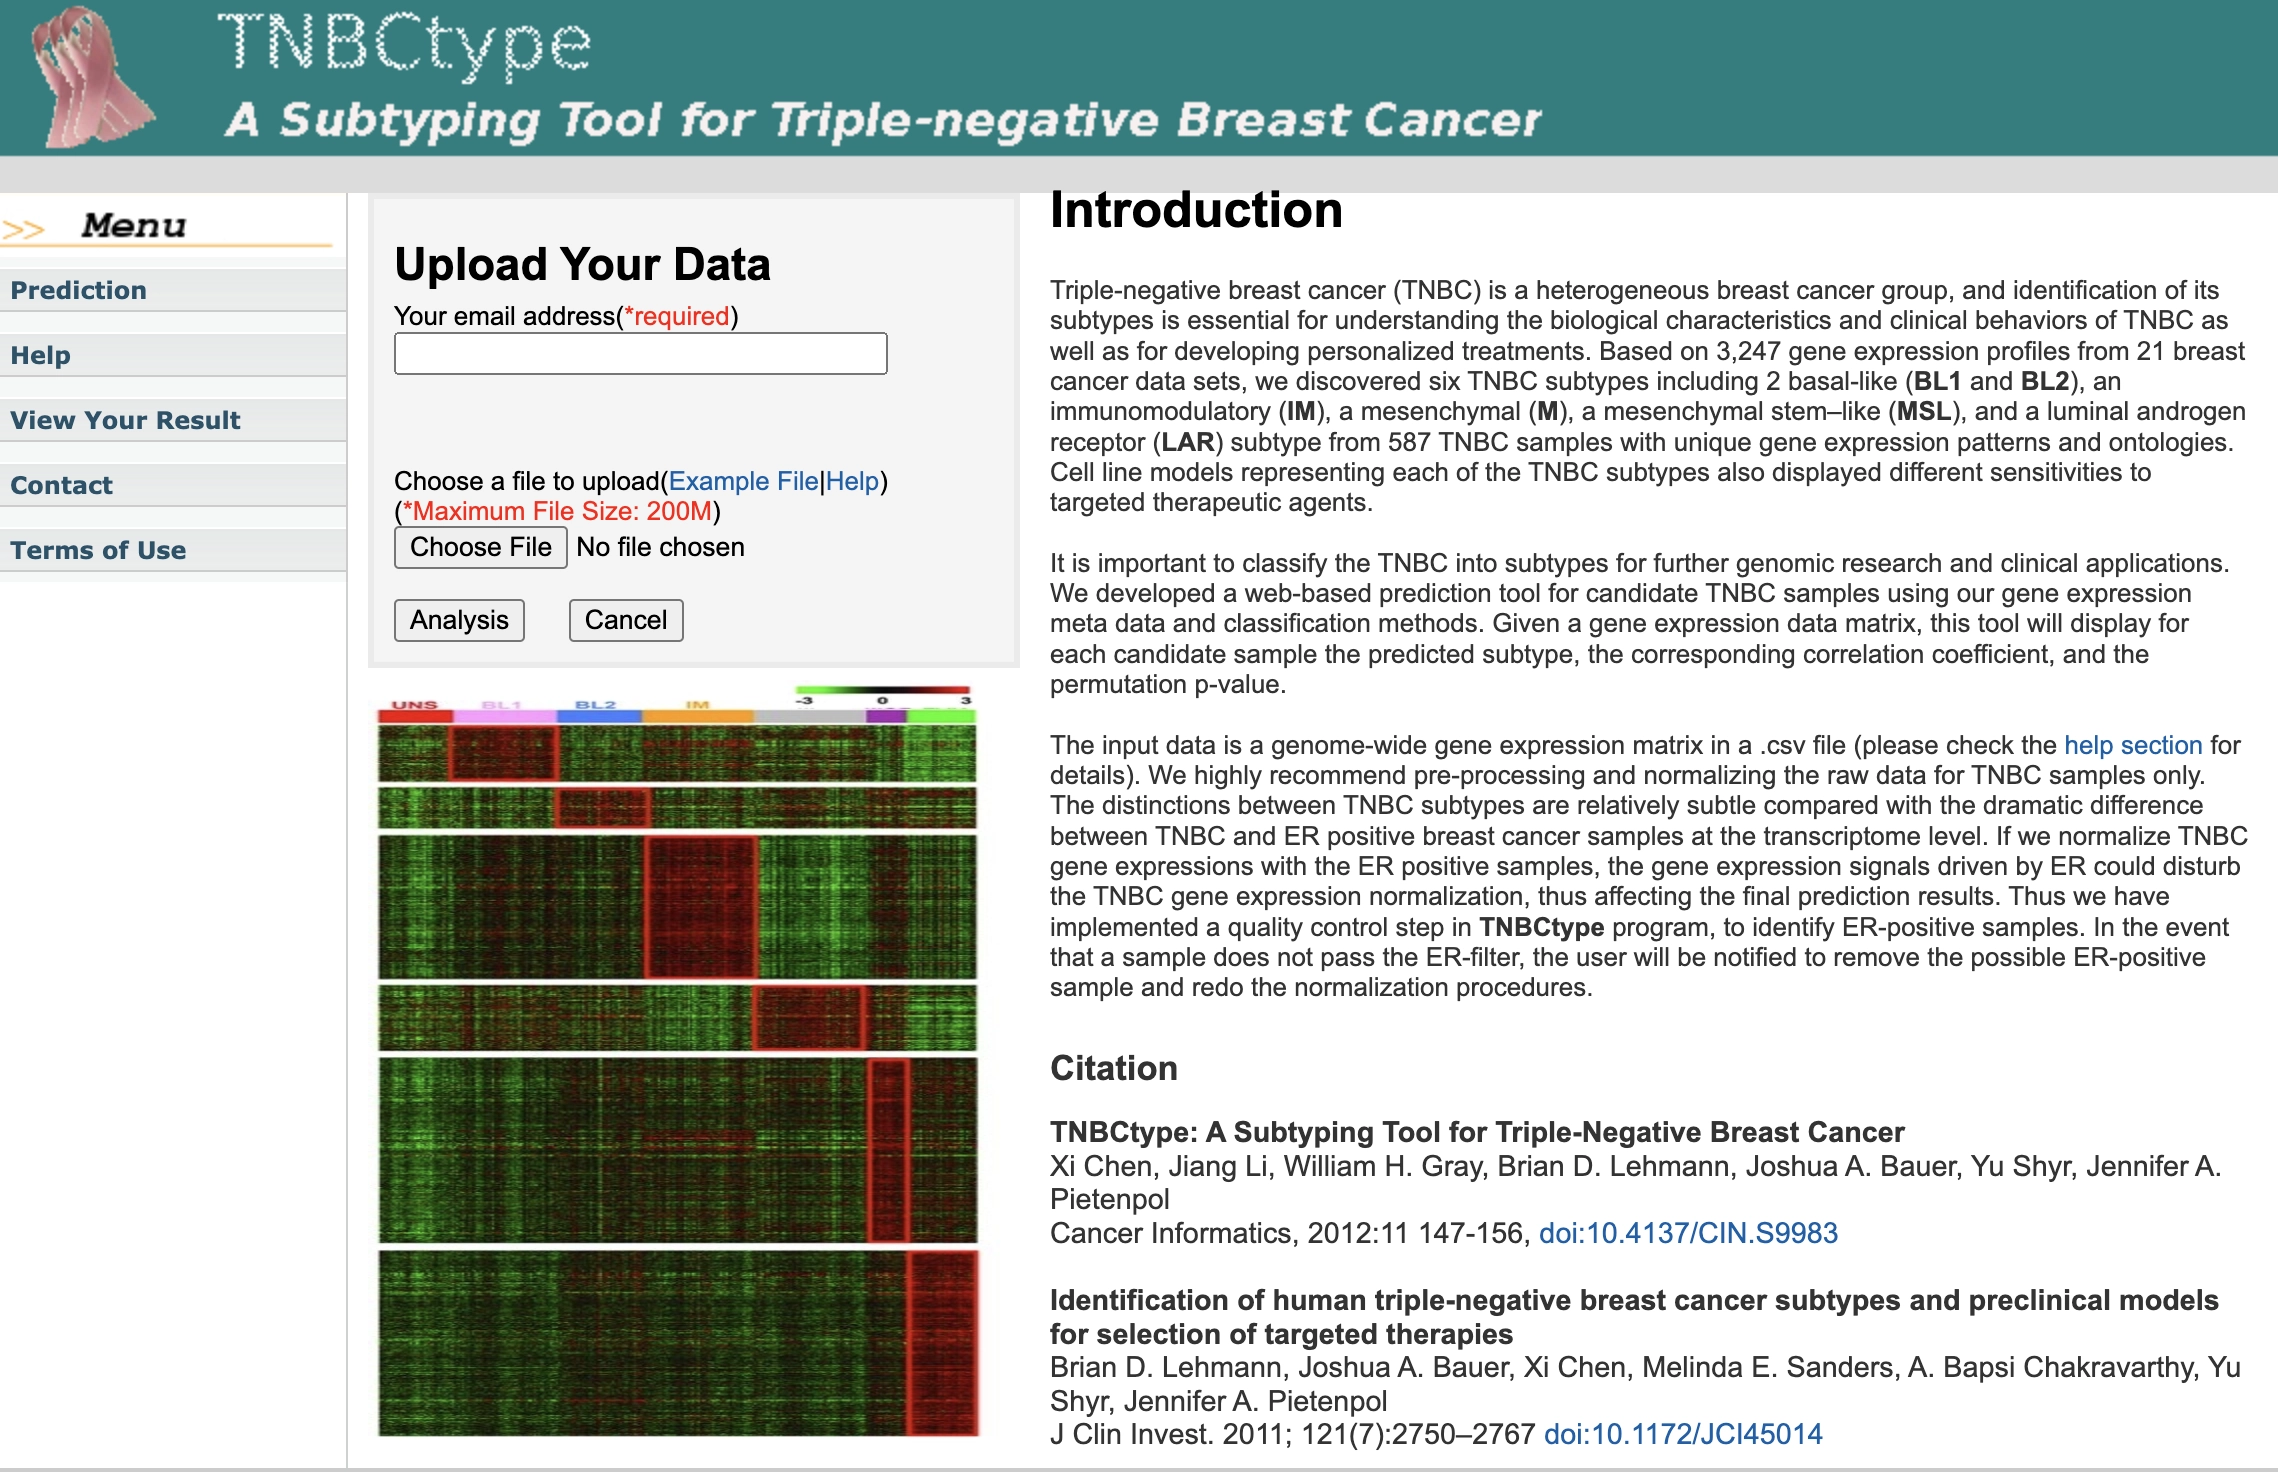 TNBCtype
A Subtyping Tool for Triple-negative Breast Cancer
>> Menu
Prediction
Help
View Your Result
Contact
Terms of Use
Upload Your Data
Your email address(*required)
Choose a file to upload(Example File|Help)
(*Maximum File Size: 200M)
Choose File No file chosen
Analysis Cancel
-3 0 3
UNS BL1 BL2 IM
Introduction
Triple-negative breast cancer (TNBC) is a heterogeneous breast cancer group, and identification of its
subtypes is essential for understanding the biological characteristics and clinical behaviors of TNBC as
well as for developing personalized treatments. Based on 3,247 gene expression profiles from 21 breast
cancer data sets, we discovered six TNBC subtypes including 2 basal-like (BL1 and BL2), an
immunomodulatory (IM), a mesenchymal (M), a mesenchymal stem–like (MSL), and a luminal androgen
receptor (LAR) subtype from 587 TNBC samples with unique gene expression patterns and ontologies.
Cell line models representing each of the TNBC subtypes also displayed different sensitivities to
targeted therapeutic agents.
It is important to classify the TNBC into subtypes for further genomic research and clinical applications.
We developed a web-based prediction tool for candidate TNBC samples using our gene expression
meta data and classification methods. Given a gene expression data matrix, this tool will display for
each candidate sample the predicted subtype, the corresponding correlation coefficient, and the
permutation p-value.
The input data is a genome-wide gene expression matrix in a .csv file (please check the help section for
details). We highly recommend pre-processing and normalizing the raw data for TNBC samples only.
The distinctions between TNBC subtypes are relatively subtle compared with the dramatic difference
between TNBC and ER positive breast cancer samples at the transcriptome level. If we normalize TNBC
gene expressions with the ER positive samples, the gene expression signals driven by ER could disturb
the TNBC gene expression normalization, thus affecting the final prediction results. Thus we have
implemented a quality control step in TNBCtype program, to identify ER-positive samples. In the event
that a sample does not pass the ER-filter, the user will be notified to remove the possible ER-positive
sample and redo the normalization procedures.
Citation
TNBCtype: A Subtyping Tool for Triple-Negative Breast Cancer
Xi Chen, Jiang Li, William H. Gray, Brian D. Lehmann, Joshua A. Bauer, Yu Shyr, Jennifer A.
Pietenpol
Cancer Informatics, 2012:11 147-156, doi:10.4137/CIN.S9983
Identification of human triple-negative breast cancer subtypes and preclinical models
for selection of targeted therapies
Brian D. Lehmann, Joshua A. Bauer, Xi Chen, Melinda E. Sanders, A. Bapsi Chakravarthy, Yu
Shyr, Jennifer A. Pietenpol
J Clin Invest. 2011; 121(7):2750–2767 doi:10.1172/JCI45014